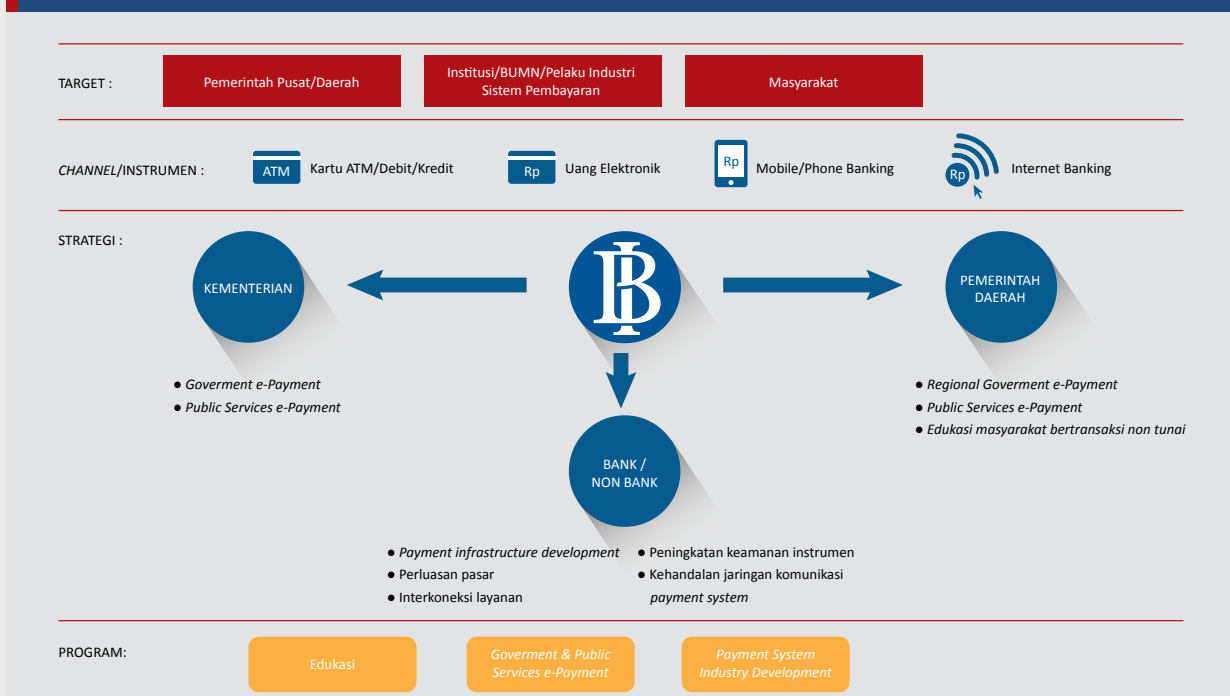 TARGET :
Pemerintah Pusat/Daerah
Institusi/BUMN/Pelaku Industri
Sistem Pembayaran
Masyarakat
CHANNEL/INSTRUMEN :
ATM
Kartu ATM/Debit/Kredit
Rp
Uang Elektronik
Rp
Mobile/Phone Banking
Rp
Internet Banking
STRATEGI :
KEMENTERIAN
BI
PEMERINTAH
DAERAH
● Goverment e-Payment
● Public Services e-Payment
● Regional Goverment e-Payment
● Public Services e-Payment
● Edukasi masyarakat bertransaksi non tunai
BANK /
NON BANK
● Payment infrastructure development
● Perluasan pasar
● Interkoneksi layanan
● Peningkatan keamanan instrumen
● Kehandalan jaringan komunikasi
payment system
PROGRAM:
Edukasi
Goverment & Public
Services e-Payment
Payment System
Industry Development